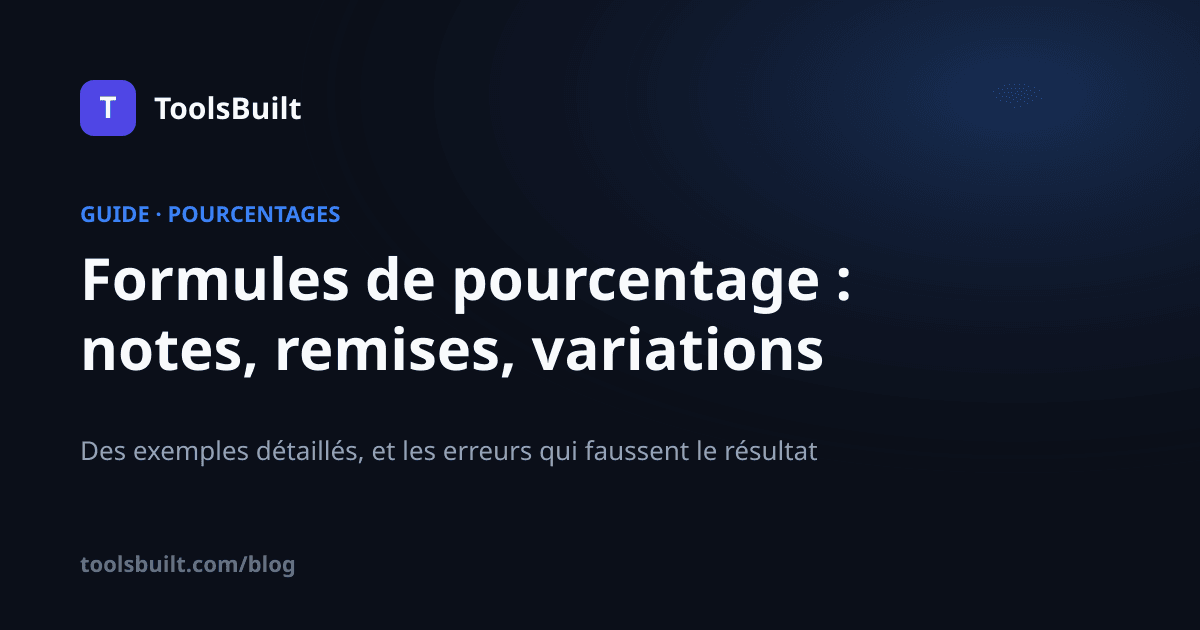 T
ToolsBuilt
GUIDE · POURCENTAGES
Formules de pourcentage :
notes, remises, variations
Des exemples détaillés, et les erreurs qui faussent le résultat
toolsbuilt.com/blog